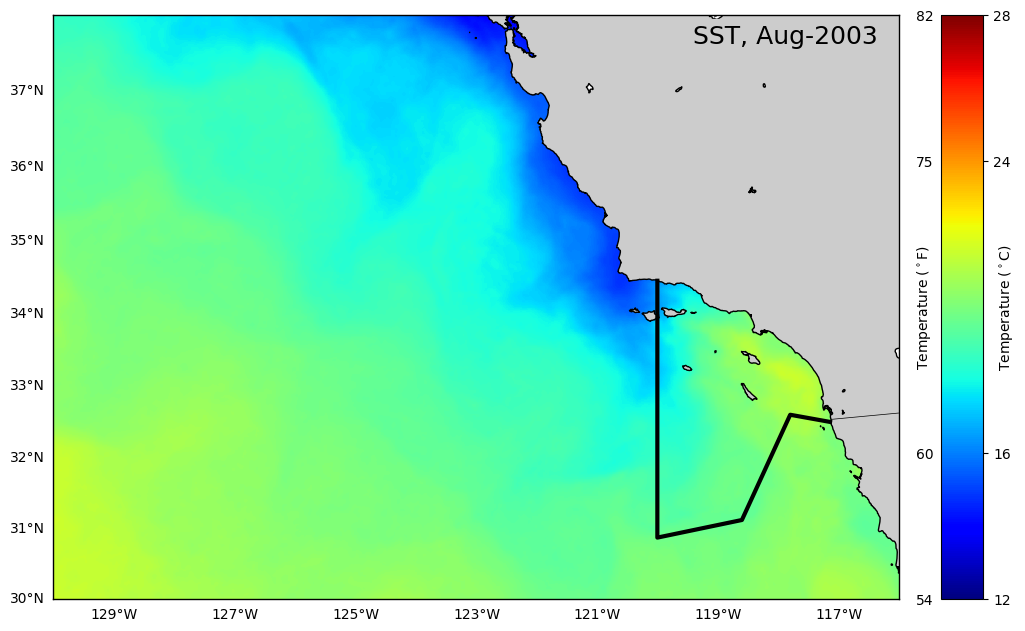 SST, Aug-2003
37°N
36°N
35°N
34°N
33°N
32°N
31°N
30°N
129°W 127°W 125°W 123°W 121°W 119°W 117°W
82
75
60
54
Temperature (°F)
28
24
16
12
Temperature (°C)